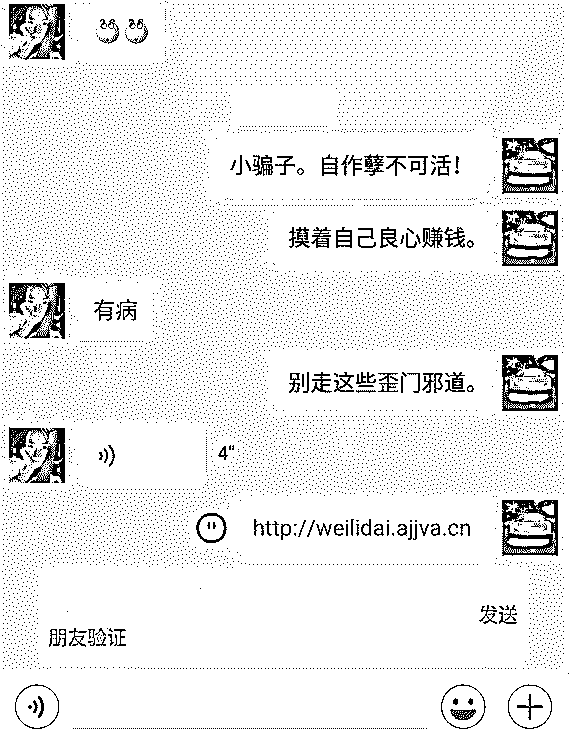 小骗子。自作孽不可活！
摸着自己良心赚钱。
有病
别走这些歪门邪道。
4"
http://weilidai.ajjva.cn
发送
朋友验证